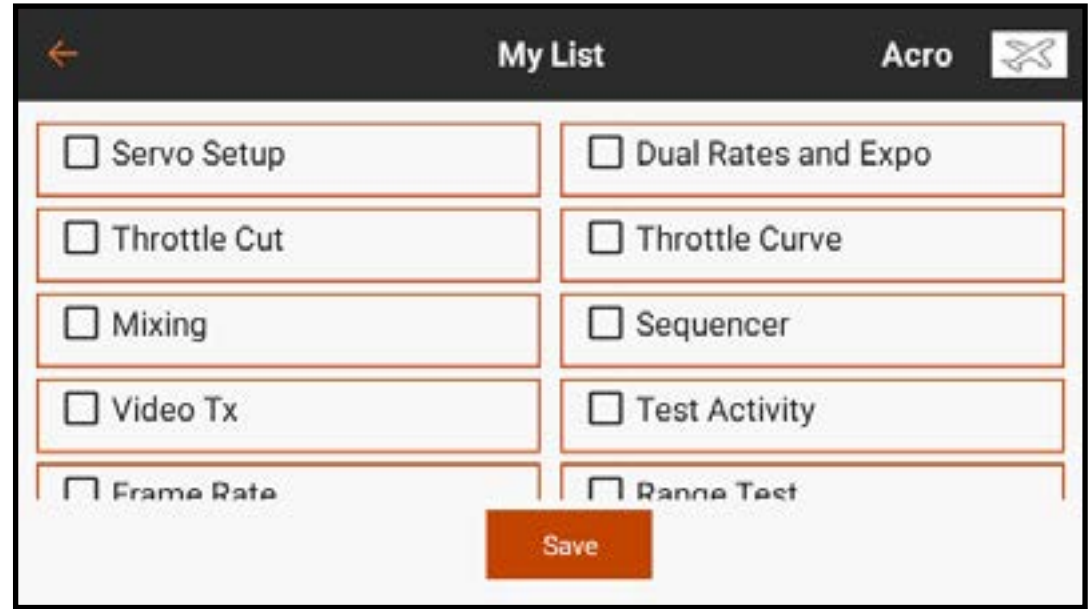 My List Acro
Servo Setup Dual Rates and Expo
Throttle Cut Throttle Curve
Mixing Sequencer
Video Tx Test Activity
Frame Rate Range Test
Save